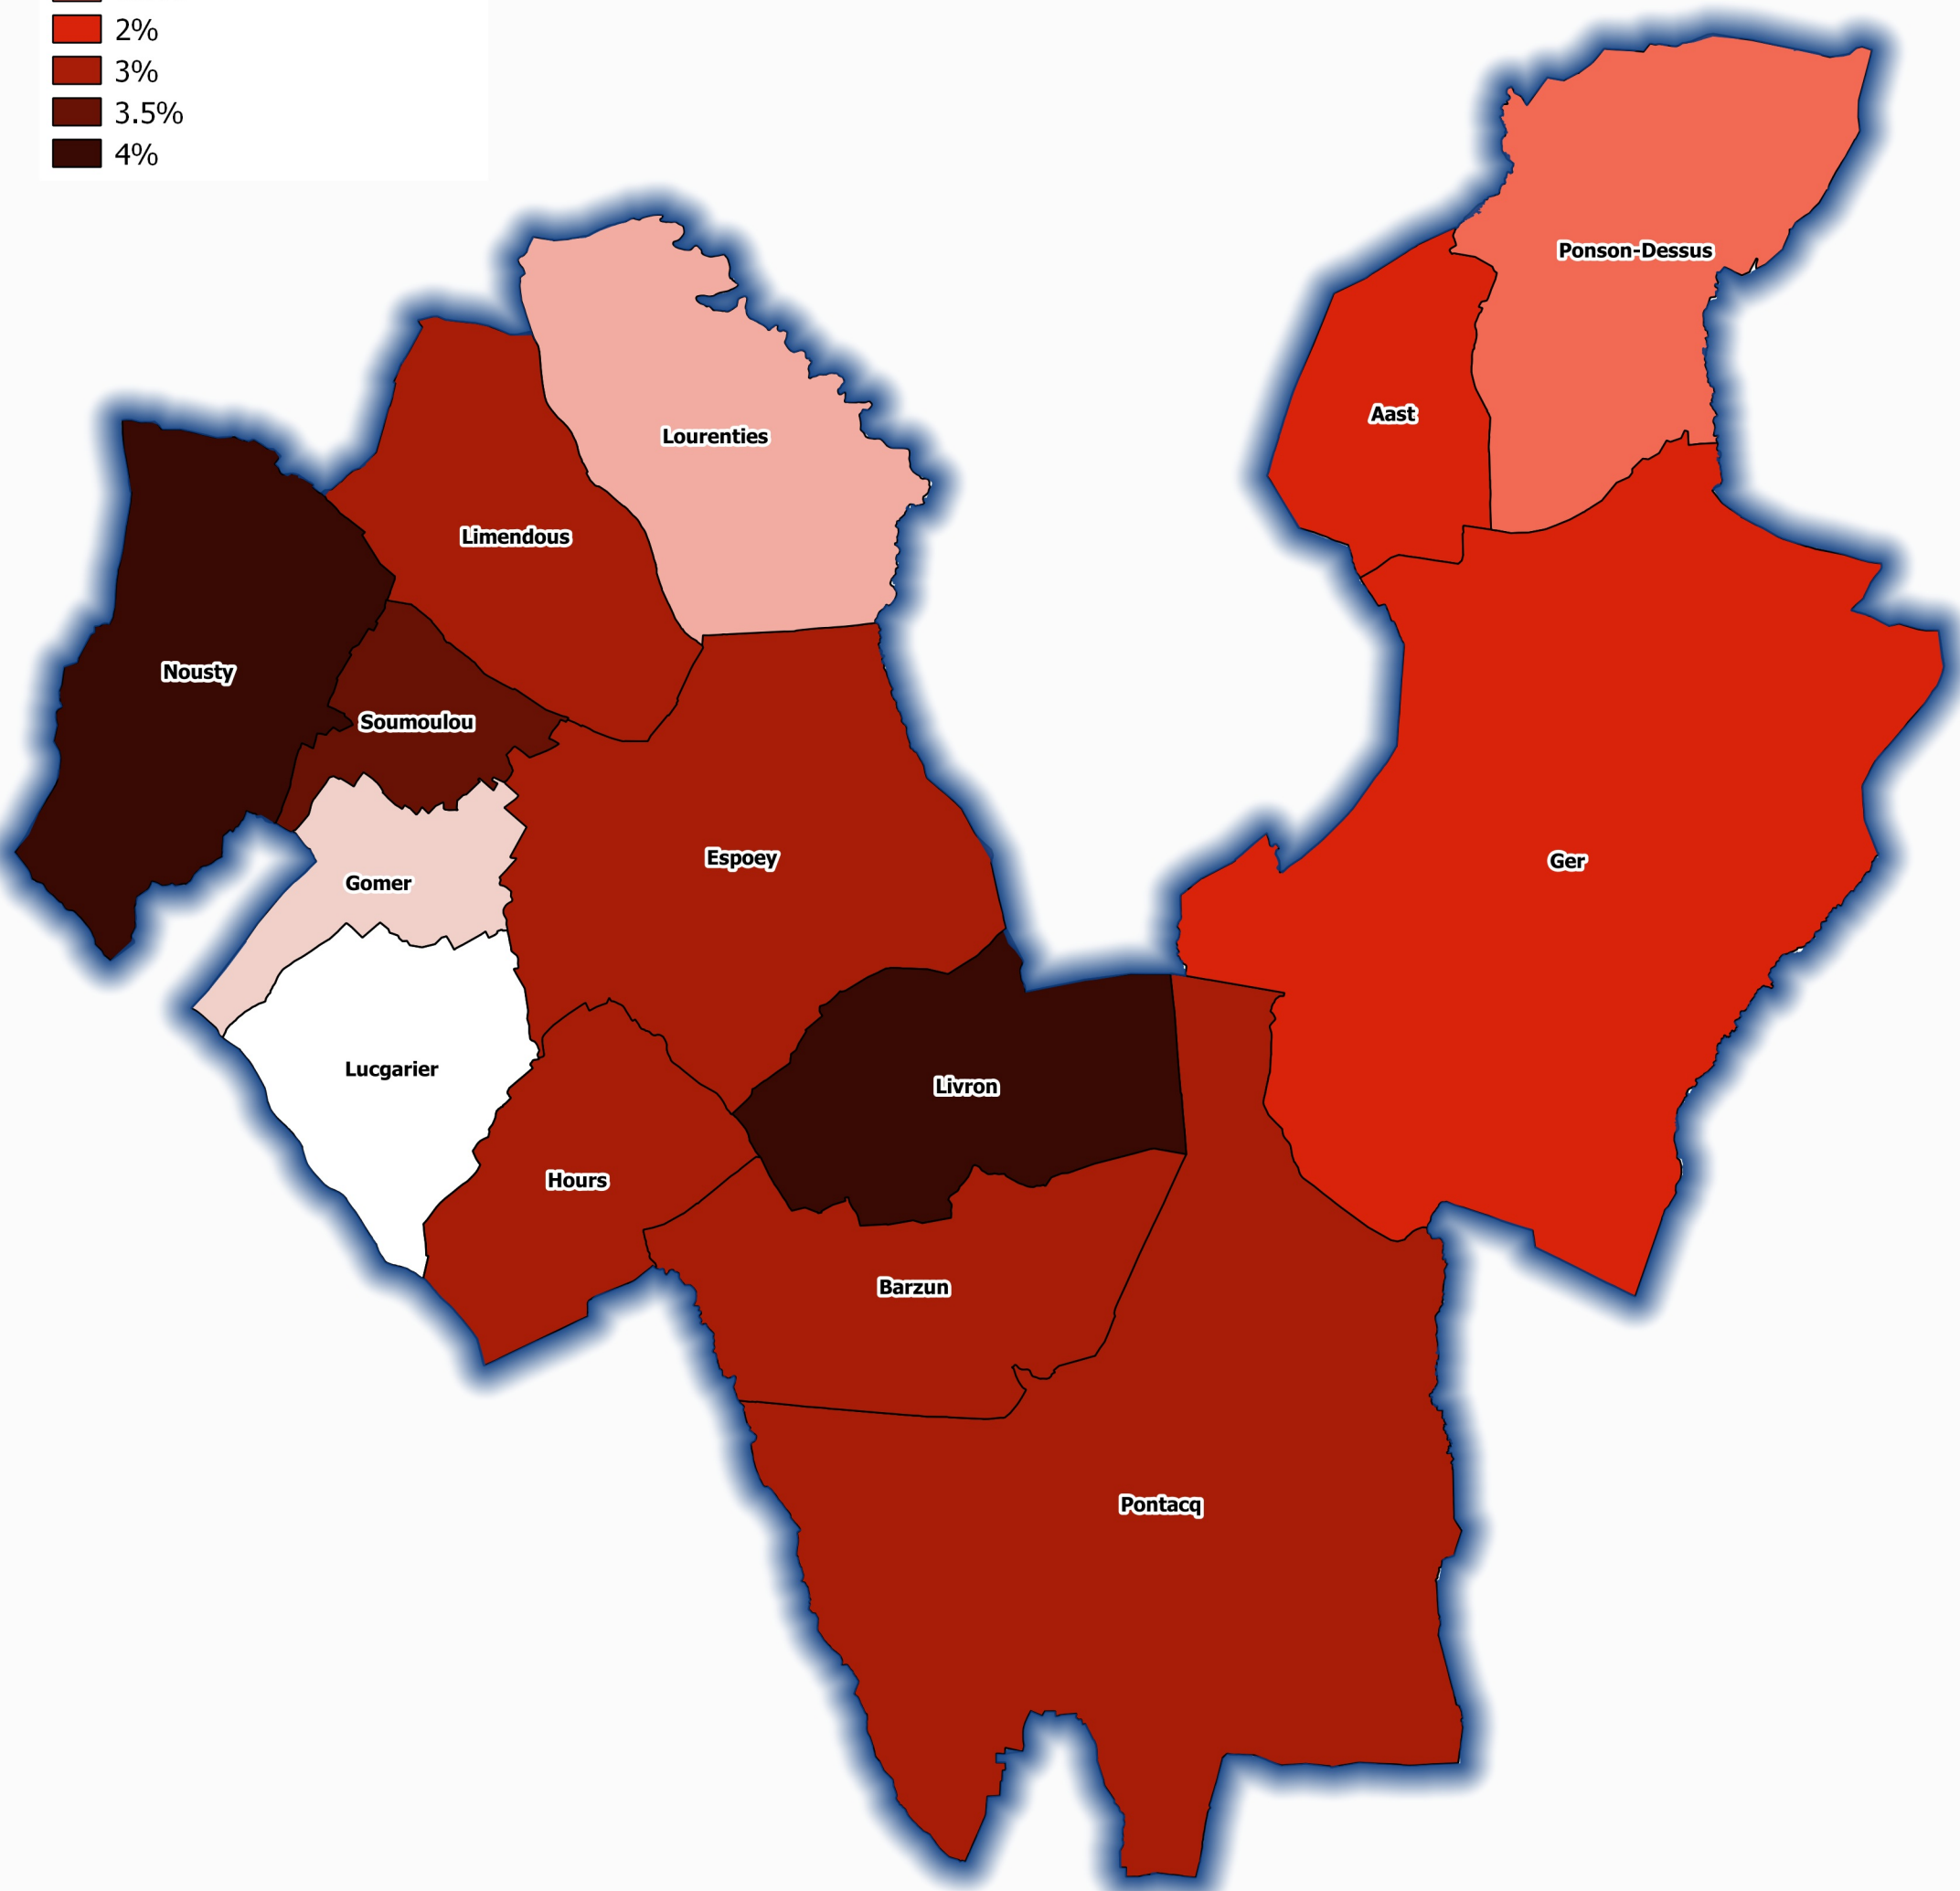 2%
3%
3.5%
4%
Ponson-Dessus
Aast
Lourenties
Limendous
Nousty
Soumoulou
Espoey
Ger
Gomer
Lucgarier
Livron
Hours
Barzun
Pontacq